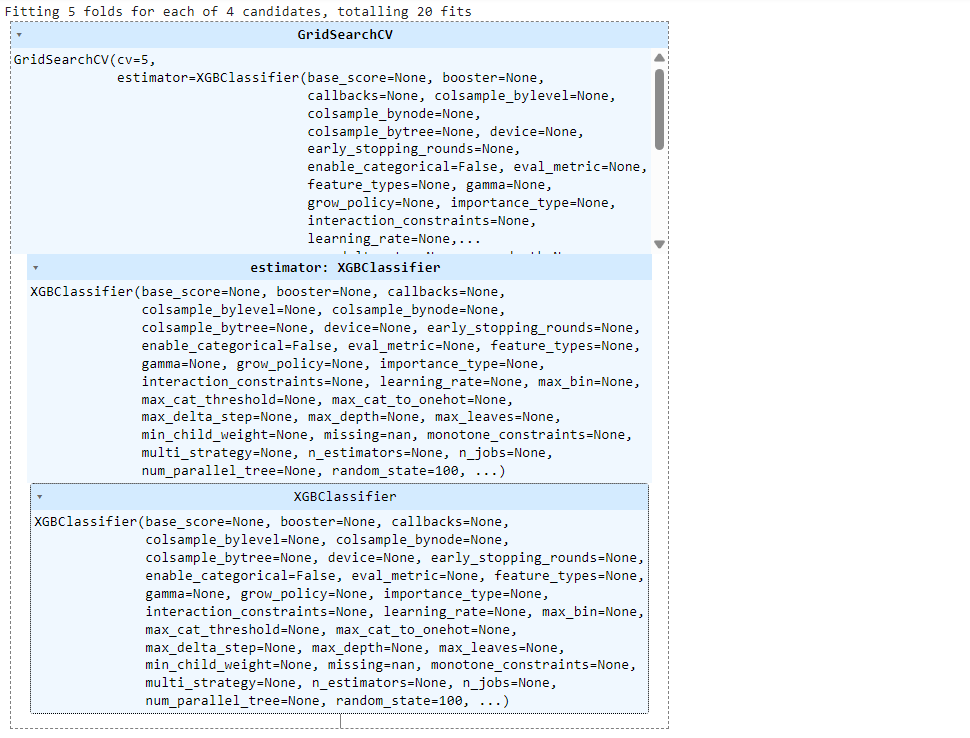 Fitting 5 folds for each of 4 candidates, totalling 20 fits
GridSearchCV
GridSearchCV(cv=5,
estimator=XGBClassifier(base_score=None, booster=None,
callbacks=None, colsample_bylevel=None,
colsample_bynode=None,
colsample_bytree=None, device=None,
early_stopping_rounds=None,
enable_categorical=False, eval_metric=None,
feature_types=None, gamma=None,
grow_policy=None, importance_type=None,
interaction_constraints=None,
learning_rate=None,...
estimator: XGBClassifier
XGBClassifier(base_score=None, booster=None, callbacks=None,
colsample_bylevel=None, colsample_bynode=None,
colsample_bytree=None, device=None, early_stopping_rounds=None,
enable_categorical=False, eval_metric=None, feature_types=None,
gamma=None, grow_policy=None, importance_type=None,
interaction_constraints=None, learning_rate=None, max_bin=None,
max_cat_threshold=None, max_cat_to_onehot=None,
max_delta_step=None, max_depth=None, max_leaves=None,
min_child_weight=None, missing=nan, monotone_constraints=None,
multi_strategy=None, n_estimators=None, n_jobs=None,
num_parallel_tree=None, random_state=100, ...)
XGBClassifier
XGBClassifier(base_score=None, booster=None, callbacks=None,
colsample_bylevel=None, colsample_bynode=None,
colsample_bytree=None, device=None, early_stopping_rounds=None,
enable_categorical=False, eval_metric=None, feature_types=None,
gamma=None, grow_policy=None, importance_type=None,
interaction_constraints=None, learning_rate=None, max_bin=None,
max_cat_threshold=None, max_cat_to_onehot=None,
max_delta_step=None, max_depth=None, max_leaves=None,
min_child_weight=None, missing=nan, monotone_constraints=None,
multi_strategy=None, n_estimators=None, n_jobs=None,
num_parallel_tree=None, random_state=100, ...)